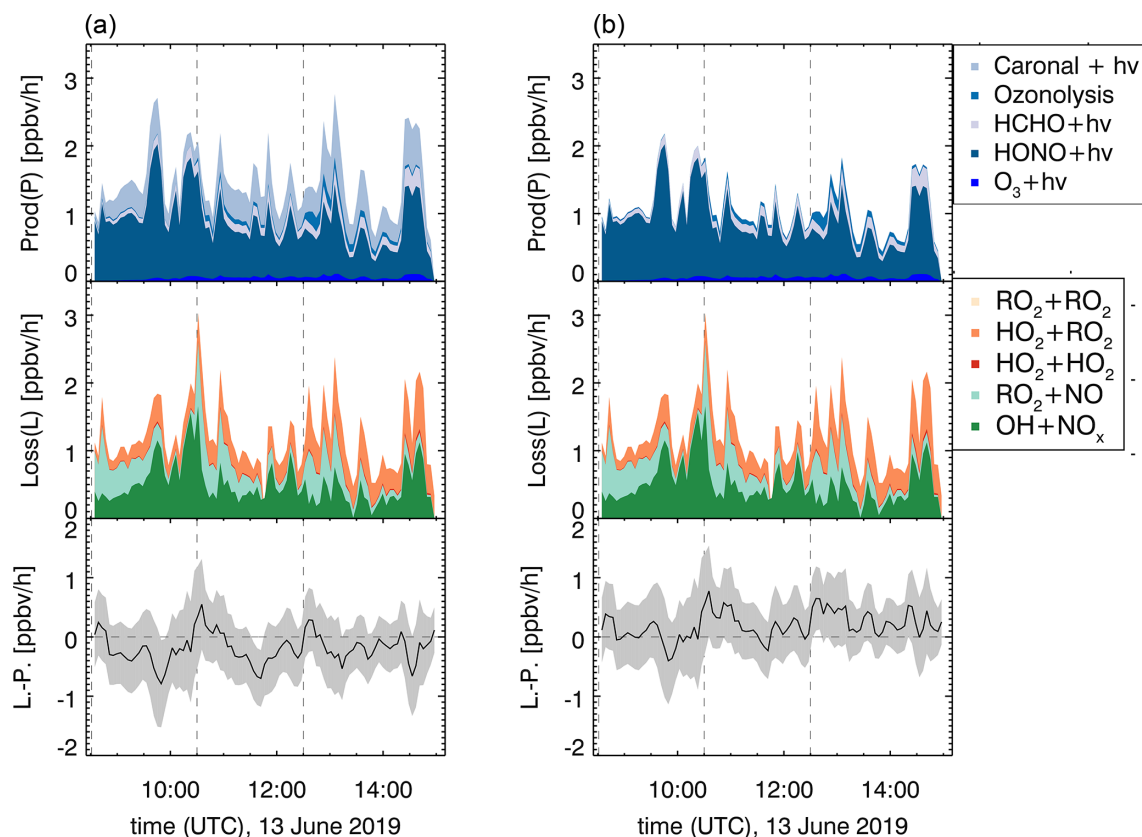 (a)
(b)
Prod(P) [ppbv/h]
3
2
1
0
Prod(P) [ppbv/h]
3
2
1
0
Caronal + hv
Ozonolysis
HCHO+hv
HONO+hv
O₃+hv
Loss(L) [ppbv/h]
3
2
1
0
Loss(L) [ppbv/h]
3
2
1
0
RO₂+RO₂
HO₂+RO₂
HO₂+HO₂
RO₂+NO
OH+NOₓ
L.-P. [ppbv/h]
2
1
0
-1
-2
L.-P. [ppbv/h]
2
1
0
-1
-2
10:00 12:00 14:00
time (UTC), 13 June 2019
10:00 12:00 14:00
time (UTC), 13 June 2019